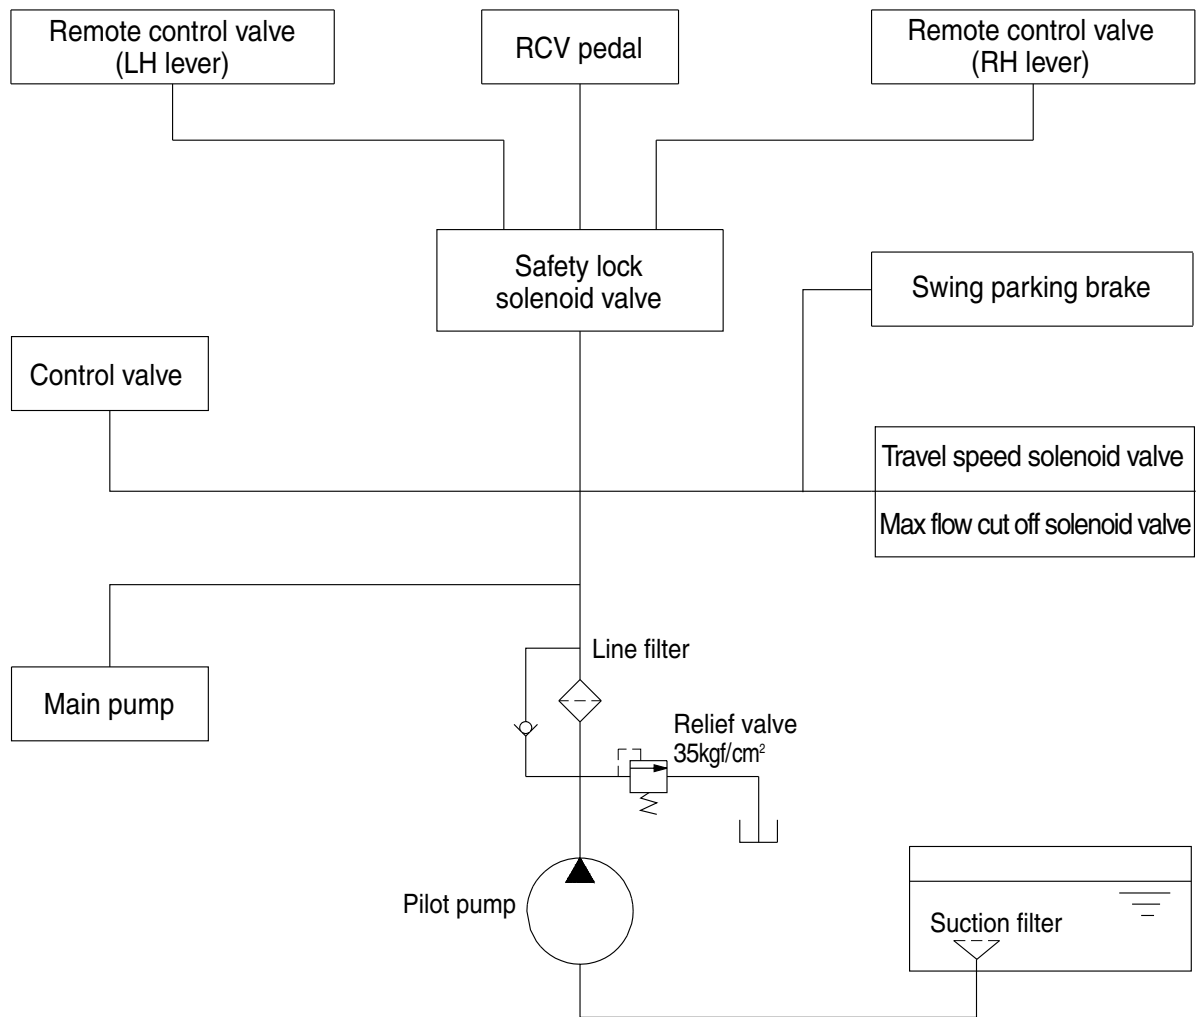 Remote control valve
(LH lever)
RCV pedal
Remote control valve
(RH lever)
Safety lock
solenoid valve
Swing parking brake
Control valve
Travel speed solenoid valve
Max flow cut off solenoid valve
Line filter
Main pump
Relief valve
35kgf/cm²
Pilot pump
Suction filter